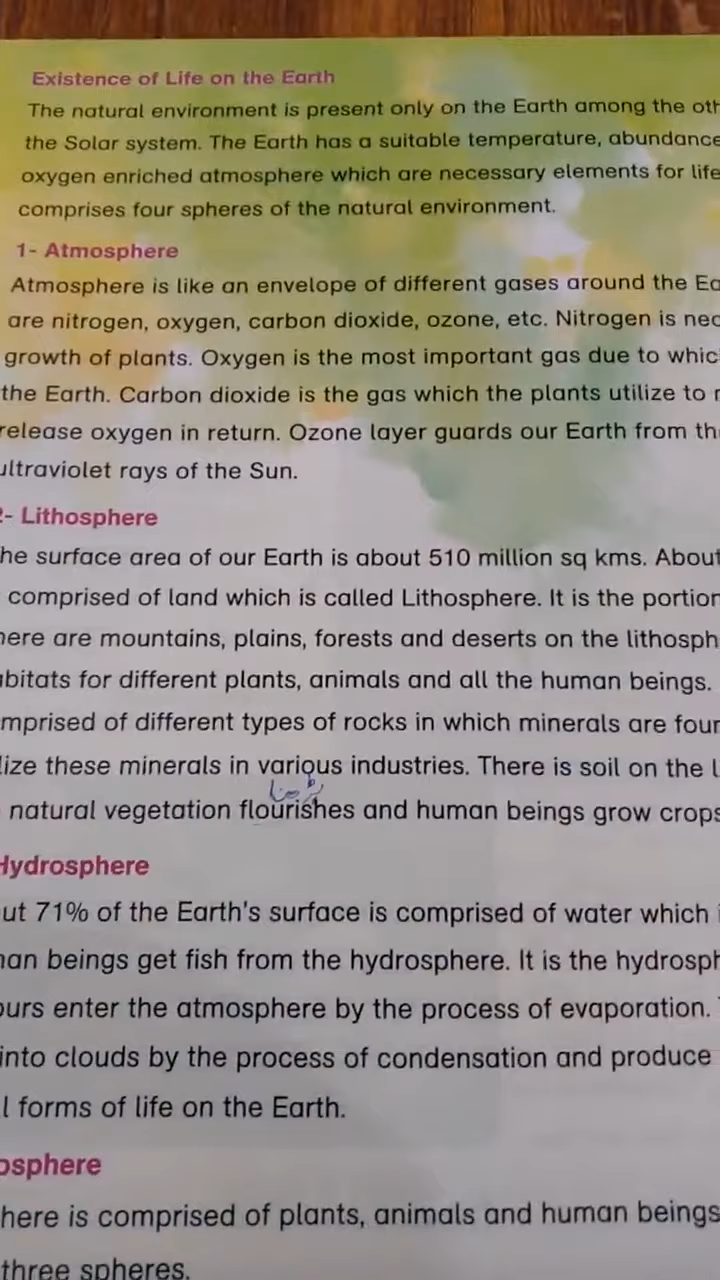 Existence of Life on the Earth
The natural environment is present only on the Earth among the
the Solar system. The Earth has a suitable temperature, abundance
oxygen enriched atmosphere which are necessary elements for life
comprises four spheres of the natural environment.
1- Atmosphere
Atmosphere is like an envelope of different gases around the
are nitrogen, oxygen, carbon dioxide, ozone, etc. Nitrogen is
growth of plants. Oxygen is the most important gas due to
the Earth. Carbon dioxide is the gas which the plants utilize to
release oxygen in return. Ozone layer guards our Earth from
ultraviolet rays of the Sun.
2- Lithosphere
he surface area of our Earth is about 510 million sq kms. About
comprised of land which is called Lithosphere. It is the portion
here are mountains, plains, forests and deserts on the
abitats for different plants, animals and all the human beings.
mprised of different types of rocks in which minerals are
lize these minerals in various industries. There is soil on the
natural vegetation flourishes and human beings grow crops
Hydrosphere
ut 71% of the Earth's surface is comprised of water which
an beings get fish from the hydrosphere. It is the
ours enter the atmosphere by the process of evaporation.
into clouds by the process of condensation and produce
l forms of life on the Earth.
osphere
here is comprised of plants, animals and human beings
three spheres.